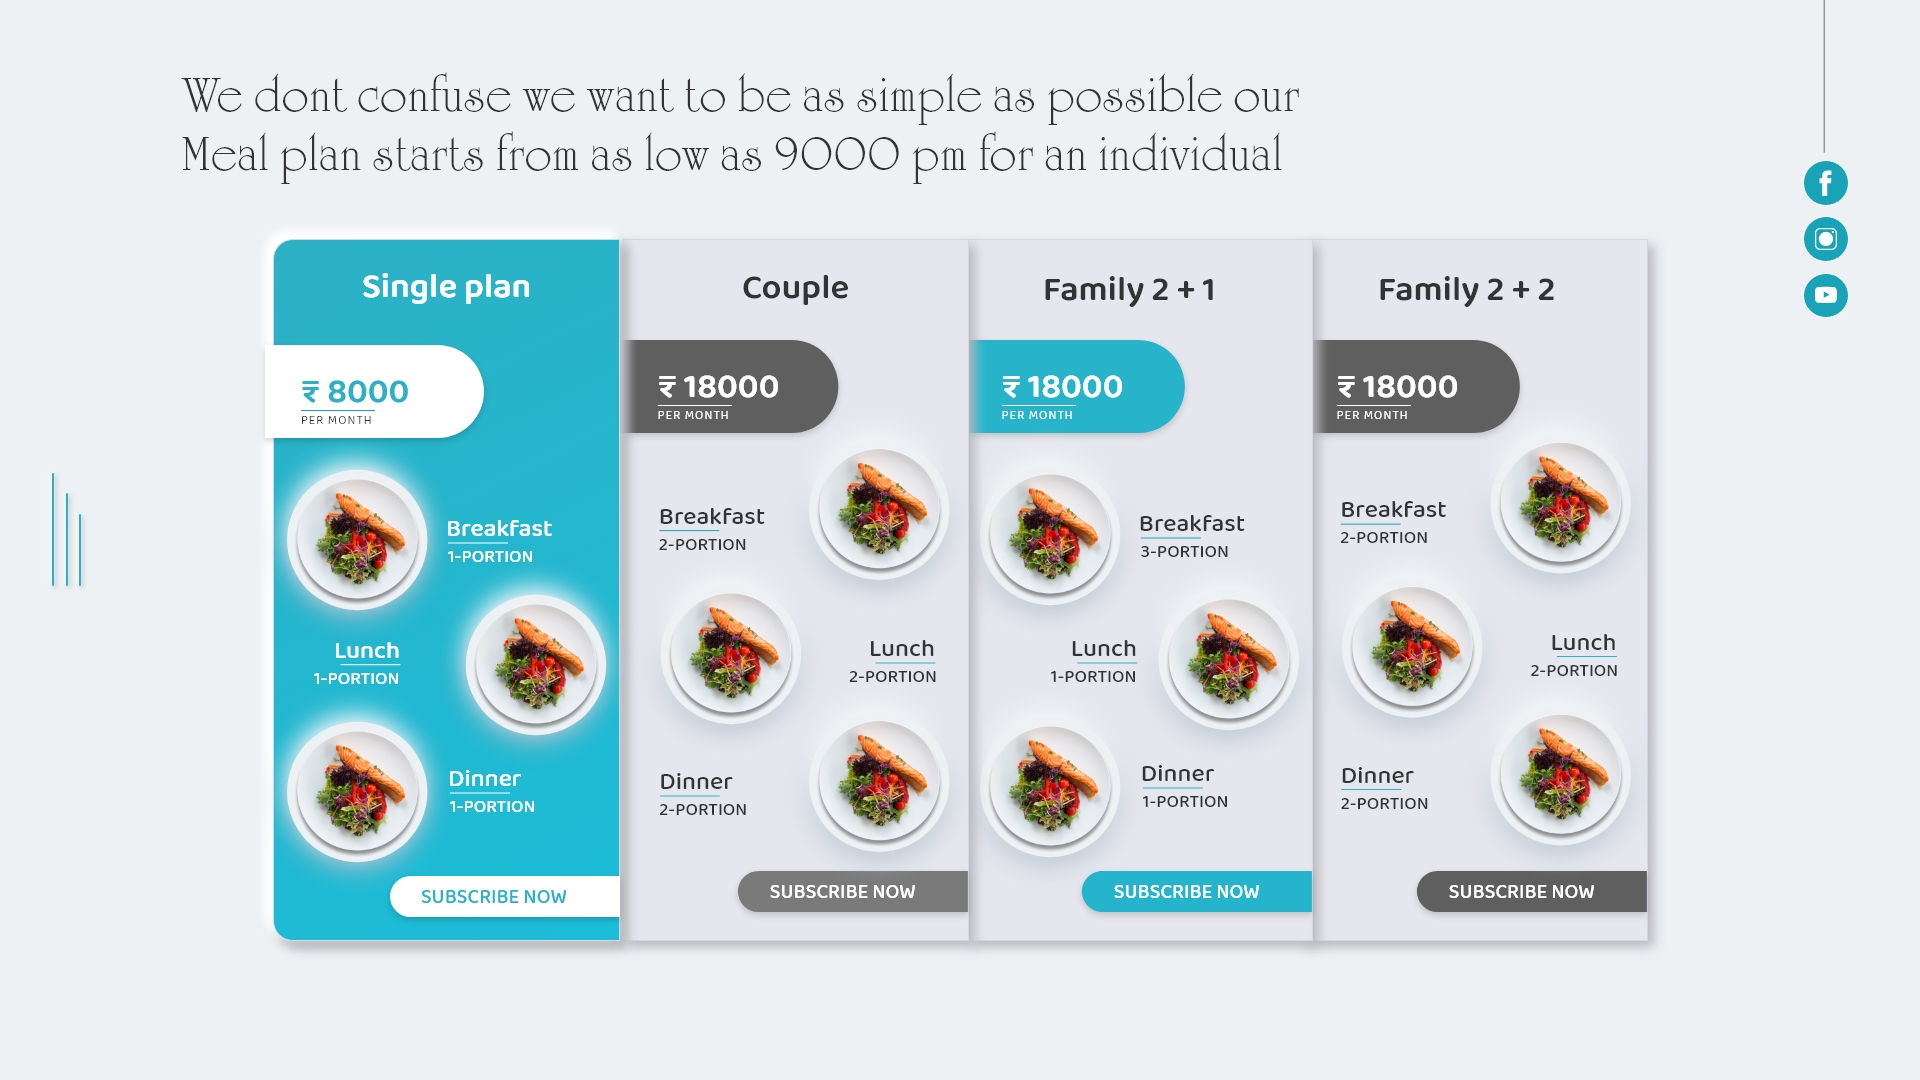 We dont confuse we want to be as simple as possible our
Meal plan starts from as low as 9000 pm for an individual
Single plan
₹ 8000
PER MONTH
Breakfast
1-PORTION
Lunch
1-PORTION
Dinner
1-PORTION
SUBSCRIBE NOW
Couple
₹ 18000
PER MONTH
Breakfast
2-PORTION
Lunch
2-PORTION
Dinner
2-PORTION
SUBSCRIBE NOW
Family 2 + 1
₹ 18000
PER MONTH
Breakfast
3-PORTION
Lunch
1-PORTION
Dinner
1-PORTION
SUBSCRIBE NOW
Family 2 + 2
₹ 18000
PER MONTH
Breakfast
2-PORTION
Lunch
2-PORTION
Dinner
2-PORTION
SUBSCRIBE NOW